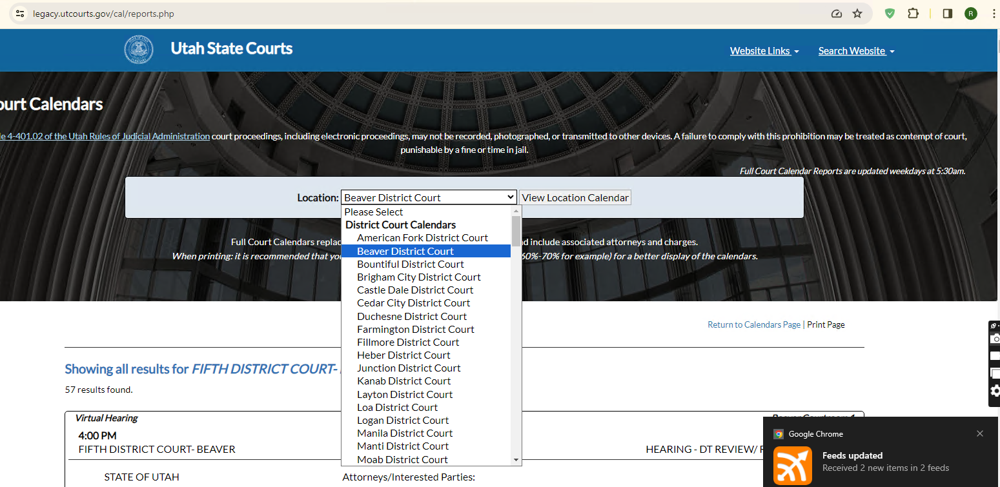 legacy.utcourts.gov/cal/reports.php
R
Utah State Courts
Website Links
Search Website
ourt Calendars
le 4-401.02 of the Utah Rules of Judicial Administration court proceedings, including electronic proceedings, may not be recorded, photographed, or transmitted to other devices. A failure to comply with this prohibition may be treated as contempt of court,
punishable by a fine or time in jail.
Full Court Calendar Reports are updated weekdays at 5:30am.
Location: Beaver District Court View Location Calendar
Please Select
District Court Calendars
American Fork District Court
Beaver District Court
Bountiful District Court
Brigham City District Court
Castle Dale District Court
Cedar City District Court
Duchesne District Court
Farmington District Court
Fillmore District Court
Heber District Court
Junction District Court
Kanab District Court
Layton District Court
Loa District Court
Logan District Court
Manila District Court
Manti District Court
Moab District Court
Full Court Calendars replac d include associated attorneys and charges.
When printing: it is recommended that you 60%-70% for example) for a better display of the calendars.
Return to Calendars Page | Print Page
Showing all results for FIFTH DISTRICT COURT-
57 results found.
Virtual Hearing
4:00 PM
FIFTH DISTRICT COURT- BEAVER
HEARING - DT REVIEW/
STATE OF UTAH
Attorneys/Interested Parties:
Google Chrome
Feeds updated
Received 2 new items in 2 feeds